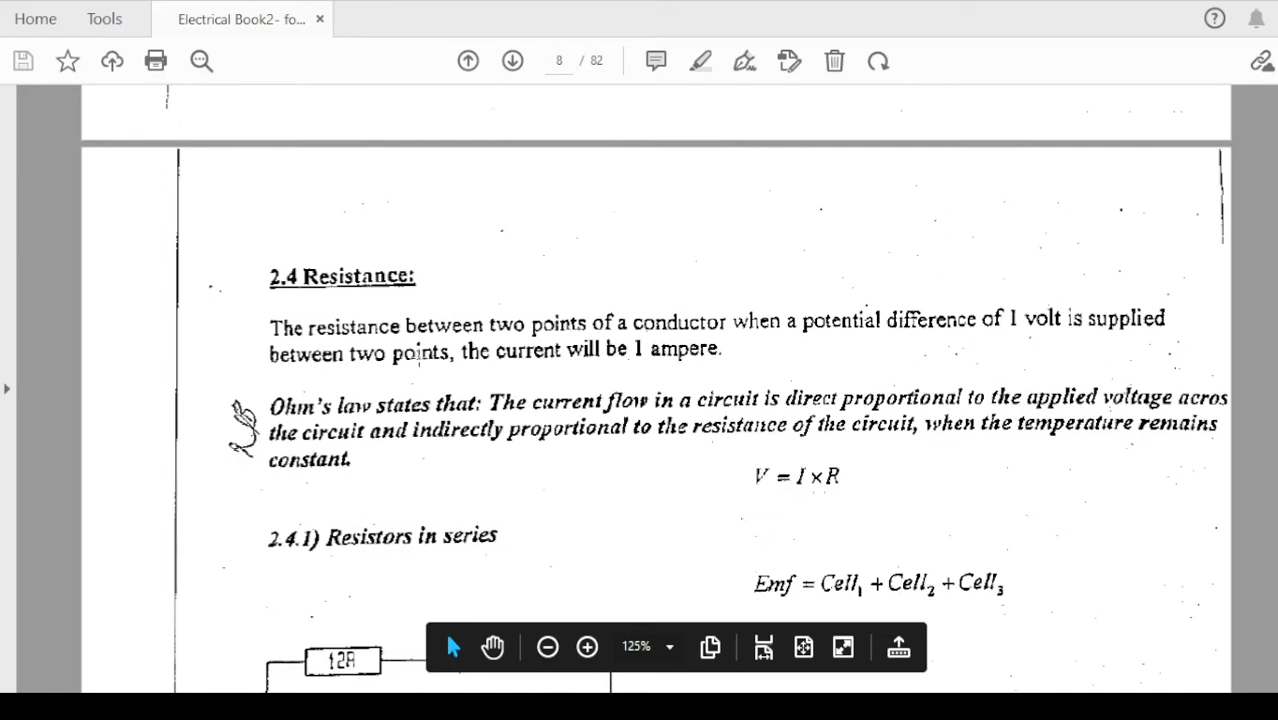 Home
Tools
Electrical Book2- fo... ×
8 / 82
2.4 Resistance:
The resistance between two points of a conductor when a potential difference of 1 volt is supplied
between two points, the current will be 1 ampere.
Ohm's law states that: The current flow in a circuit is direct proportional to the applied voltage acros
the circuit and indirectly proportional to the resistance of the circuit, when the temperature remains
constant.
V = I × R
2.4.1) Resistors in series
Emf = Cell₁ + Cell₂ + Cell₃
125%